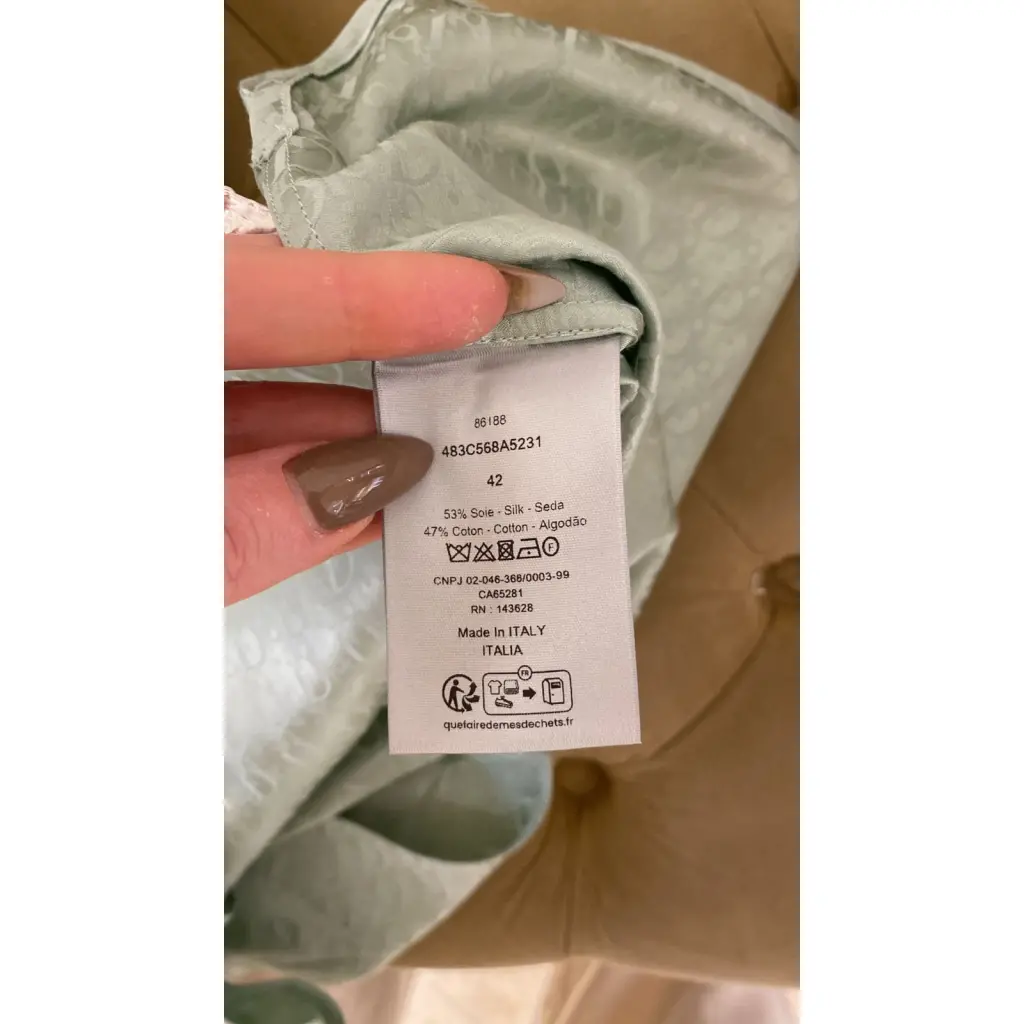 86188
483C568A5231
42
53% Soie - Silk - Seda
47% Coton - Cotton - Algodão
F
CNPJ 02-046-366/0003-99
CA65281
RN : 143628
Made In ITALY
ITALIA
FR
quefairedemesdechets.fr